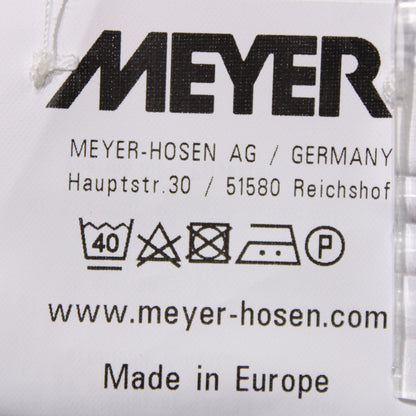 MEYER
MEYER-HOSEN AG / GERMANY
Hauptstr.30 / 51580 Reichshof
40 P
www.meyer-hosen.com
Made in Europe